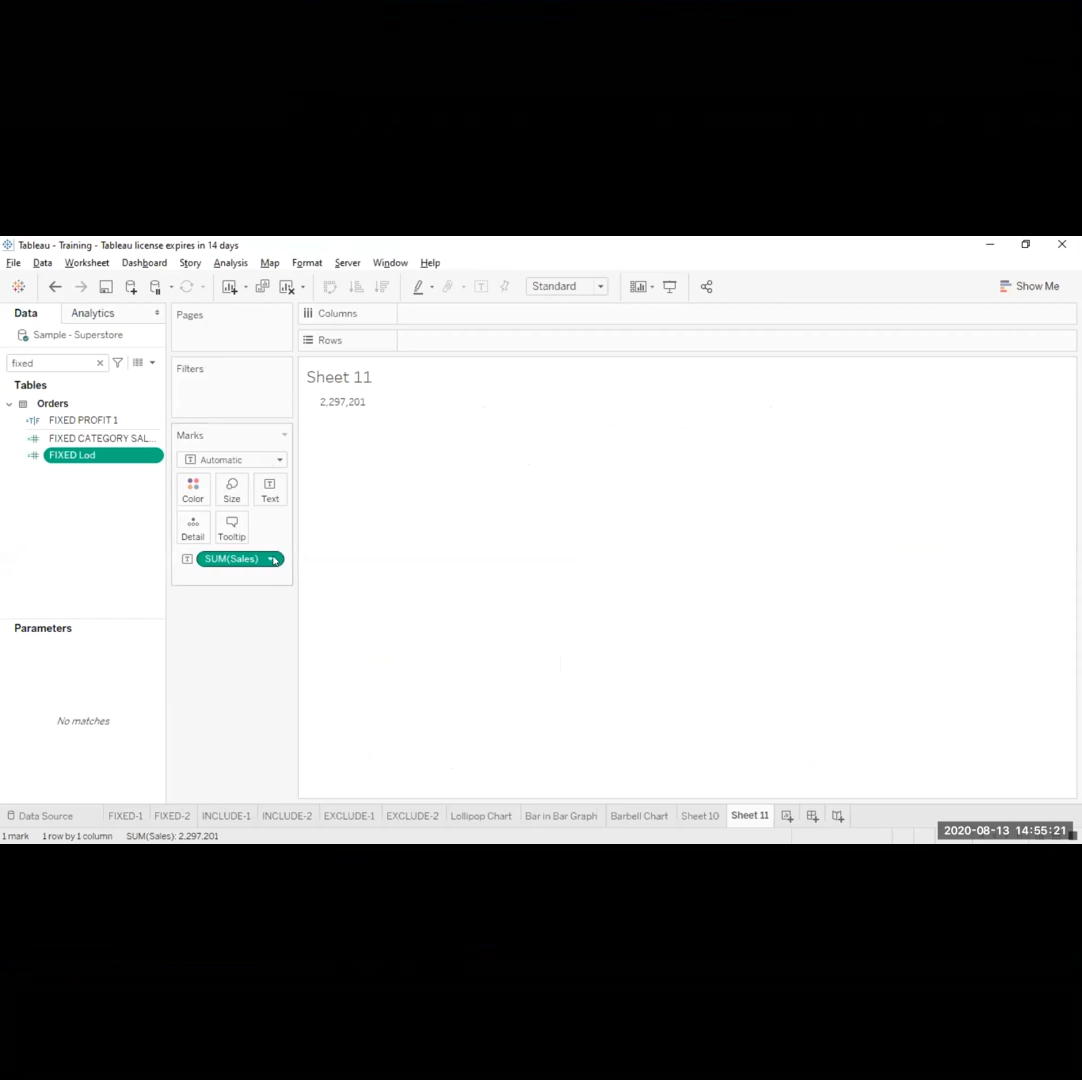 Tableau - Training - Tableau license expires in 14 days
File Data Worksheet Dashboard Story Analysis Map Format Server Window Help
Standard
Show Me
Data Analytics
Sample - Superstore
fixed
Tables
Orders
T|F FIXED PROFIT 1
FIXED CATEGORY SAL...
FIXED Lod
Parameters
No matches
Pages
Filters
Marks
Automatic
Color Size Text
Detail Tooltip
SUM(Sales)
Columns
Rows
Sheet 11
2,297,201
Data Source FIXED-1 FIXED-2 INCLUDE-1 INCLUDE-2 EXCLUDE-1 EXCLUDE-2 Lollipop Chart Bar in Bar Graph Barbell Chart Sheet 10 Sheet 11
1 mark 1 row by 1 column SUM(Sales): 2,297,201
2020-08-13 14:55:21